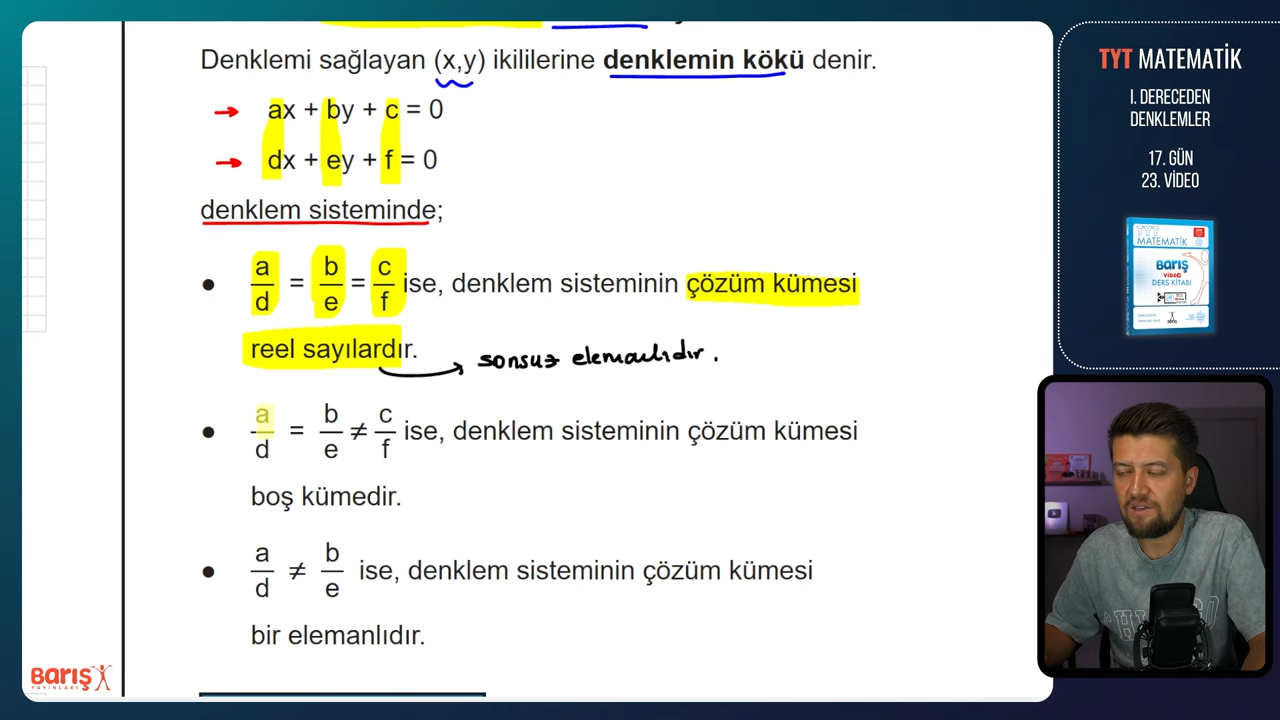 Denklemi sağlayan (x,y) ikililerine denklemin kökü denir.
→ ax + by + c = 0
→ dx + ey + f = 0
denklem sisteminde;
• a/d = b/e = c/f ise, denklem sisteminin çözüm kümesi
reel sayılardır.
sonsuz elemanlıdır.
• a/d = b/e ≠ c/f ise, denklem sisteminin çözüm kümesi
boş kümedir.
• a/d ≠ b/e ise, denklem sisteminin çözüm kümesi
bir elemanlıdır.
BARIŞ
YAYINLARI
TYT MATEMATİK
I. DERECEDEN
DENKLEMLER
17. GÜN
23. VİDEO
TYT
MATEMATİK
BARIŞ
VİDEO
DERS KİTABI